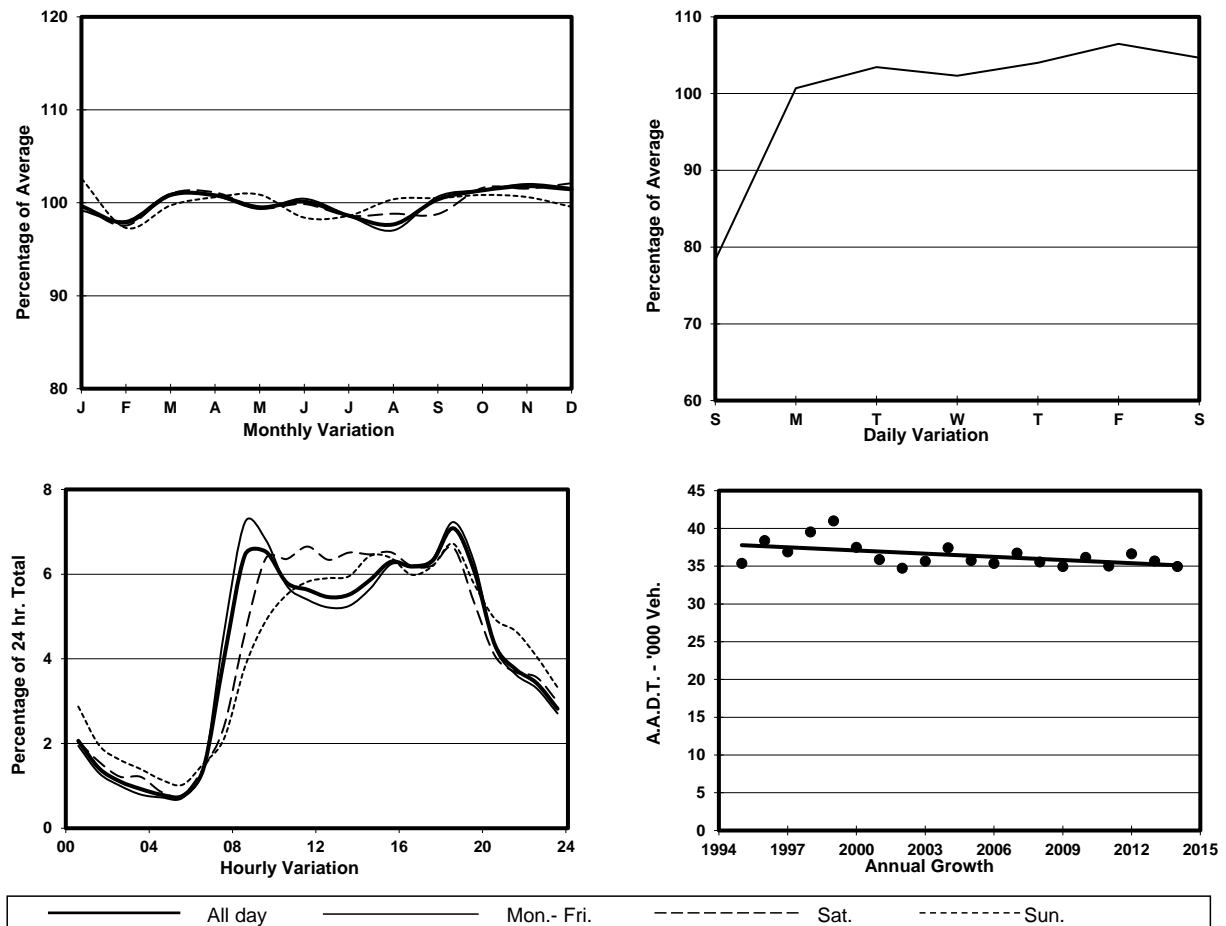 120
110
100
90
80
Percentage of Average
J F M A M J J A S O N D
Monthly Variation
110
100
90
80
70
60
Percentage of Average
S M T W T F S
Daily Variation
8
6
4
2
0
Percentage of 24 hr. Total
00 04 08 12 16 20 24
Hourly Variation
45
40
35
30
25
20
15
10
5
0
A.A.D.T. - '000 Veh.
1994 1997 2000 2003 2006 2009 2012 2015
Annual Growth
All day Mon.- Fri. Sat. Sun.